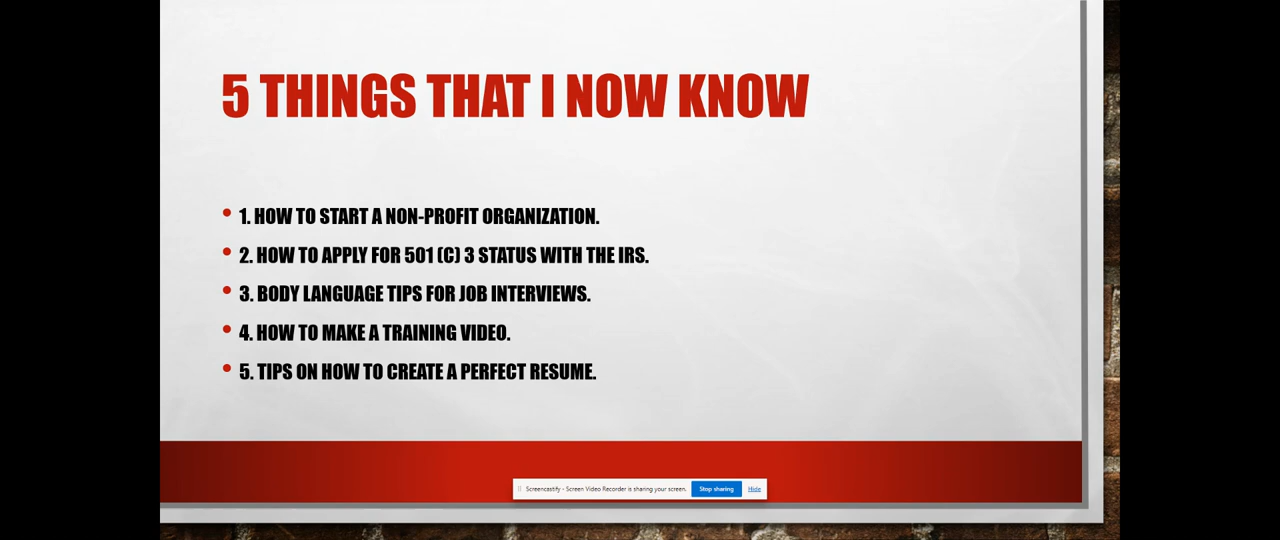 5 THINGS THAT I NOW KNOW
• 1. HOW TO START A NON-PROFIT ORGANIZATION.
• 2. HOW TO APPLY FOR 501 (C) 3 STATUS WITH THE IRS.
• 3. BODY LANGUAGE TIPS FOR JOB INTERVIEWS.
• 4. HOW TO MAKE A TRAINING VIDEO.
• 5. TIPS ON HOW TO CREATE A PERFECT RESUME.
Screencastify - Screen Video Recorder is sharing your screen. Stop sharing Hide